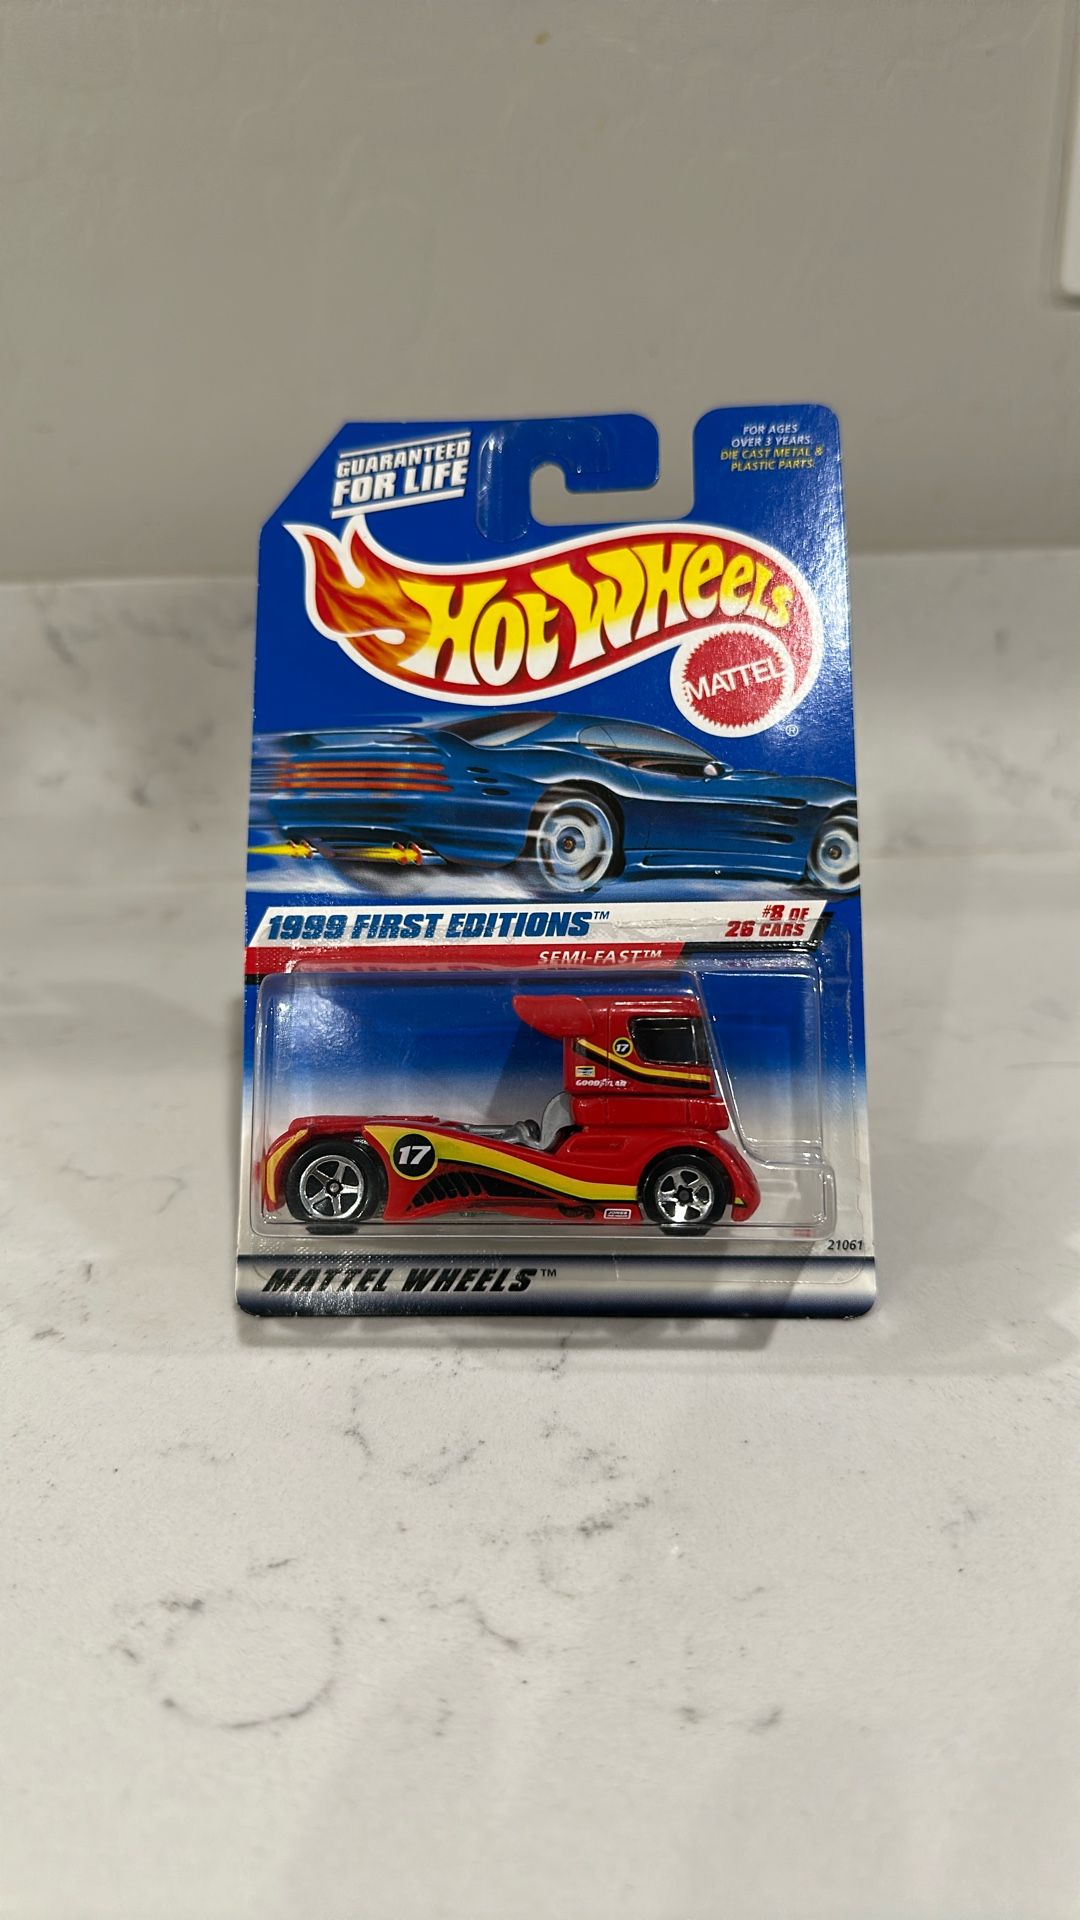 GUARANTEED
FOR LIFE
FOR AGES
OVER 3 YEARS.
DIE CAST METAL &
PLASTIC PARTS.
HOT WHEELS
MATTEL
®
1999 FIRST EDITIONS™
#8 OF
26 CARS
SEMI-FAST™
17
GOODYEAR
17
21061
MATTEL WHEELS™